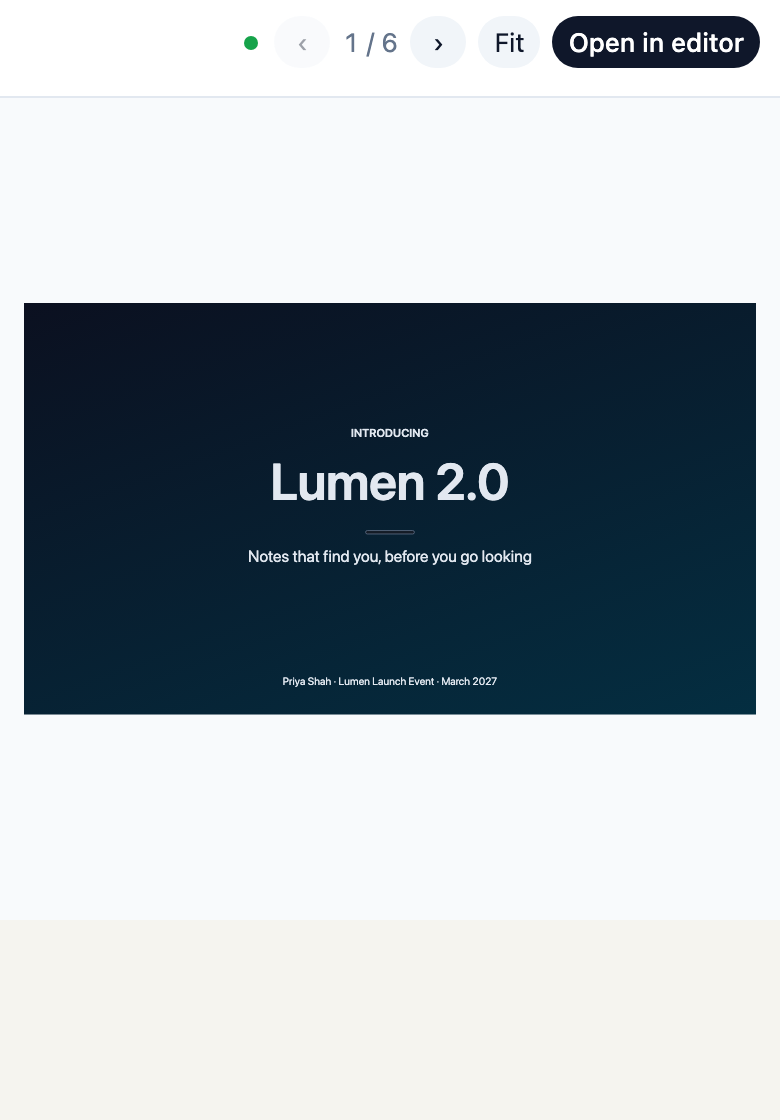 ‹ 1 / 6 › Fit Open in editor
INTRODUCING
Lumen 2.0
Notes that find you, before you go looking
Priya Shah · Lumen Launch Event · March 2027